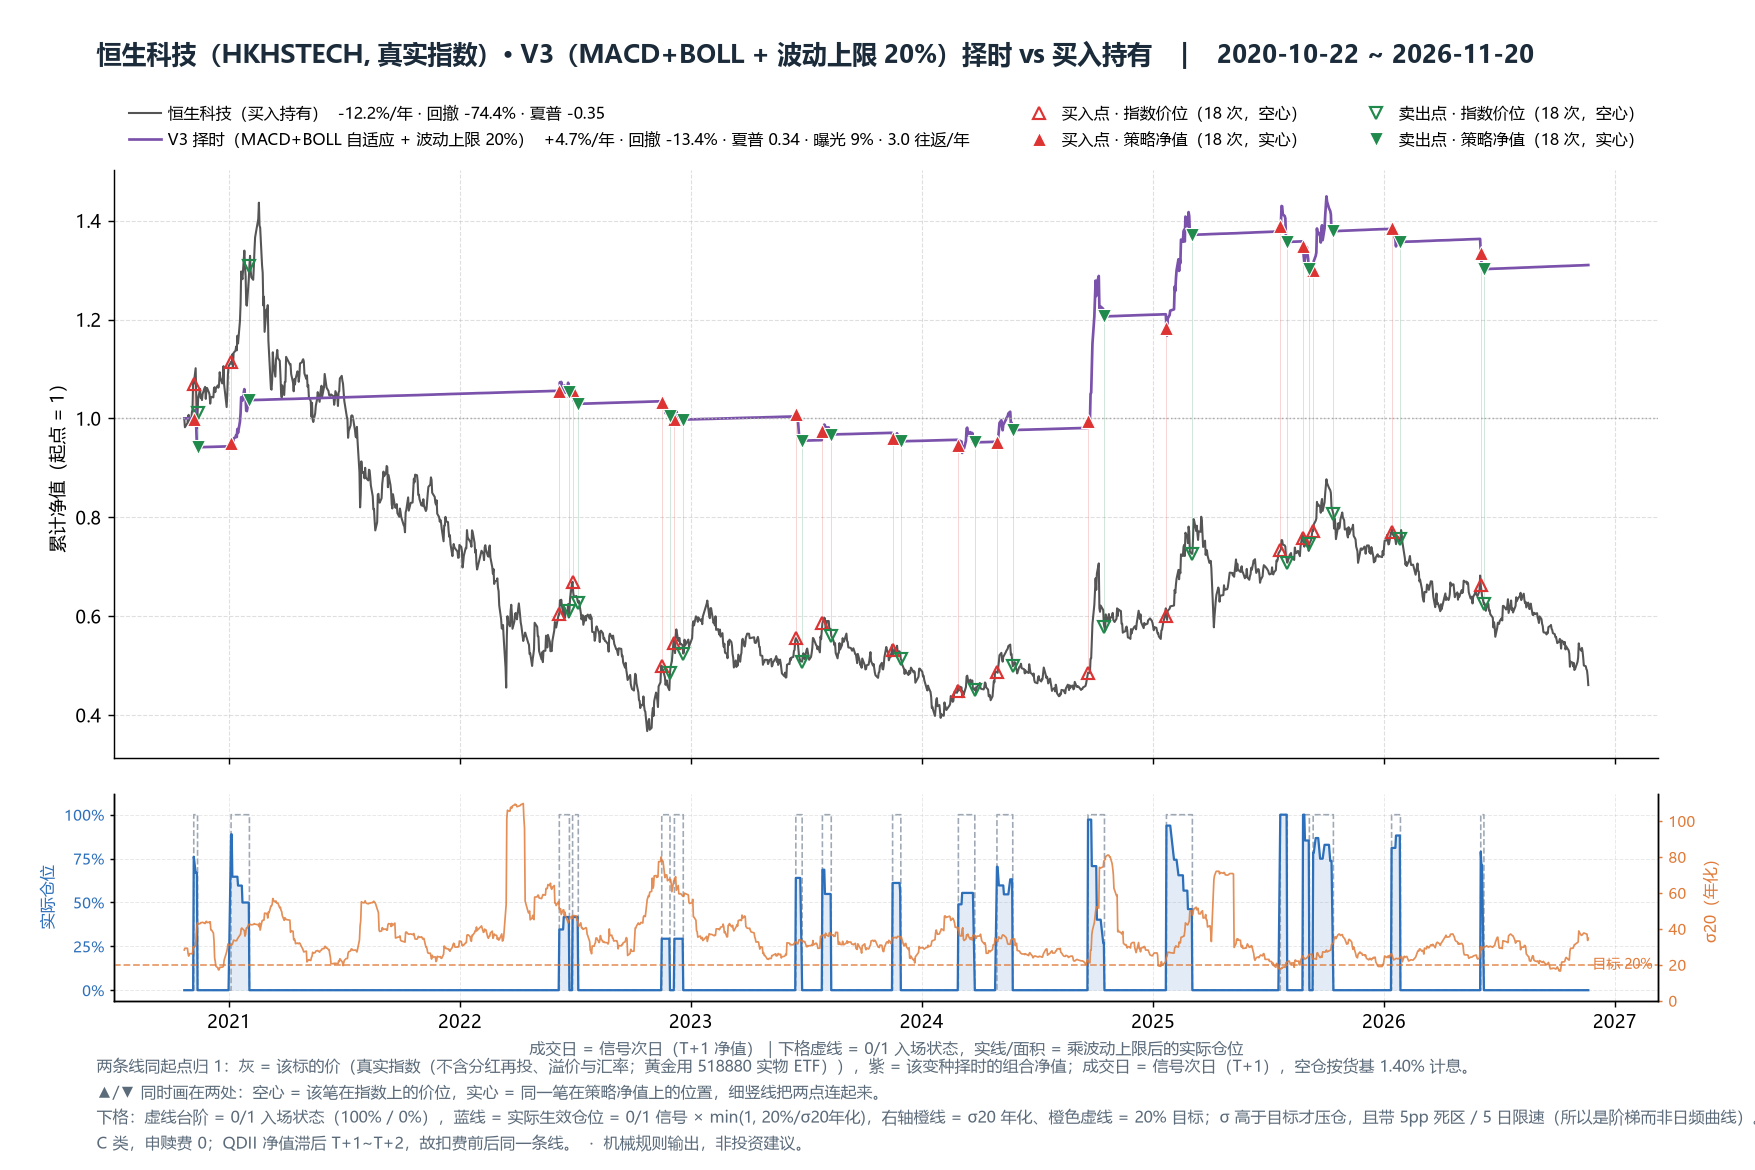 恒生科技（HKHSTECH, 真实指数）• V3（MACD+BOLL + 波动上限 20%）择时 vs 买入持有 | 2020-10-22 ~ 2026-11-20
恒生科技（买入持有） -12.2%/年 · 回撤 -74.4% · 夏普 -0.35
V3 择时（MACD+BOLL 自适应 + 波动上限 20%） +4.7%/年 · 回撤 -13.4% · 夏普 0.34 · 曝光 9% · 3.0 往返/年
买入点 · 指数价位（18 次，空心）
买入点 · 策略净值（18 次，实心）
卖出点 · 指数价位（18 次，空心）
卖出点 · 策略净值（18 次，实心）
累计净值（起点 = 1）
1.4
1.2
1.0
0.8
0.6
0.4
实际仓位
100%
75%
50%
25%
0%
100
80
60
40
20
0
σ20（年化）
目标 20%
2021
2022
2023
2024
2025
2026
2027
成交日 = 信号次日（T+1 净值）｜下格虚线 = 0/1 入场状态，实线/面积 = 乘波动上限后的实际仓位
两条线同起点归 1：灰 = 该标的价（真实指数（不含分红再投、溢价与汇率；黄金用 518880 实物 ETF）），紫 = 该变种择时的组合净值；成交日 = 信号次日（T+1），空仓按货基 1.40% 计息。
▲/▼ 同时画在两处：空心 = 该笔在指数上的价位，实心 = 同一笔在策略净值上的位置，细竖线把两点连起来。
下格：虚线台阶 = 0/1 入场状态（100% / 0%），蓝线 = 实际生效仓位 = 0/1 信号 × min(1, 20%/σ20年化)，右轴橙线 = σ20 年化、橙色虚线 = 20% 目标；σ 高于目标才压仓，且带 5pp 死区 / 5 日限速（所以是阶梯而非日频曲线）。
C 类，申赎费 0；QDII 净值滞后 T+1~T+2，故扣费前后同一条线。 · 机械规则输出，非投资建议。